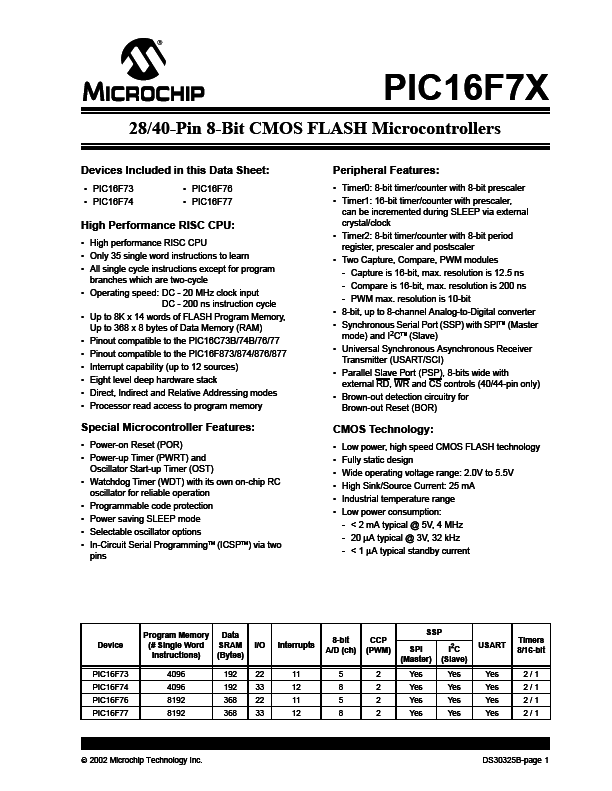 MICROCHIP
PIC16F7X
28/40-Pin 8-Bit CMOS FLASH Microcontrollers
Devices Included in this Data Sheet:
• PIC16F73 • PIC16F76
• PIC16F74 • PIC16F77
High Performance RISC CPU:
• High performance RISC CPU
• Only 35 single word instructions to learn
• All single cycle instructions except for program
branches which are two-cycle
• Operating speed: DC - 20 MHz clock input
DC - 200 ns instruction cycle
• Up to 8K x 14 words of FLASH Program Memory,
Up to 368 x 8 bytes of Data Memory (RAM)
• Pinout compatible to the PIC16C73B/74B/76/77
• Pinout compatible to the PIC16F873/874/876/877
• Interrupt capability (up to 12 sources)
• Eight level deep hardware stack
• Direct, Indirect and Relative Addressing modes
• Processor read access to program memory
Special Microcontroller Features:
• Power-on Reset (POR)
• Power-up Timer (PWRT) and
Oscillator Start-up Timer (OST)
• Watchdog Timer (WDT) with its own on-chip RC
oscillator for reliable operation
• Programmable code protection
• Power saving SLEEP mode
• Selectable oscillator options
• In-Circuit Serial Programming™ (ICSP™) via two
pins
Peripheral Features:
• Timer0: 8-bit timer/counter with 8-bit prescaler
• Timer1: 16-bit timer/counter with prescaler,
can be incremented during SLEEP via external
crystal/clock
• Timer2: 8-bit timer/counter with 8-bit period
register, prescaler and postscaler
• Two Capture, Compare, PWM modules
- Capture is 16-bit, max. resolution is 12.5 ns
- Compare is 16-bit, max. resolution is 200 ns
- PWM max. resolution is 10-bit
• 8-bit, up to 8-channel Analog-to-Digital converter
• Synchronous Serial Port (SSP) with SPI™ (Master
mode) and I²C™ (Slave)
• Universal Synchronous Asynchronous Receiver
Transmitter (USART/SCI)
• Parallel Slave Port (PSP), 8-bits wide with
external RD, WR and CS controls (40/44-pin only)
• Brown-out detection circuitry for
Brown-out Reset (BOR)
CMOS Technology:
• Low power, high speed CMOS FLASH technology
• Fully static design
• Wide operating voltage range: 2.0V to 5.5V
• High Sink/Source Current: 25 mA
• Industrial temperature range
• Low power consumption:
- < 2 mA typical @ 5V, 4 MHz
- 20 µA typical @ 3V, 32 kHz
- < 1 µA typical standby current
Device Program Memory (# Single Word Instructions) Data SRAM (Bytes) I/O Interrupts 8-bit A/D (ch) CCP (PWM) SSP SPI (Master) I²C (Slave) USART Timers 8/16-bit
PIC16F73 4096 192 22 11 5 2 Yes Yes Yes 2 / 1
PIC16F74 4096 192 33 12 8 2 Yes Yes Yes 2 / 1
PIC16F76 8192 368 22 11 5 2 Yes Yes Yes 2 / 1
PIC16F77 8192 368 33 12 8 2 Yes Yes Yes 2 / 1
© 2002 Microchip Technology Inc. DS30325B-page 1